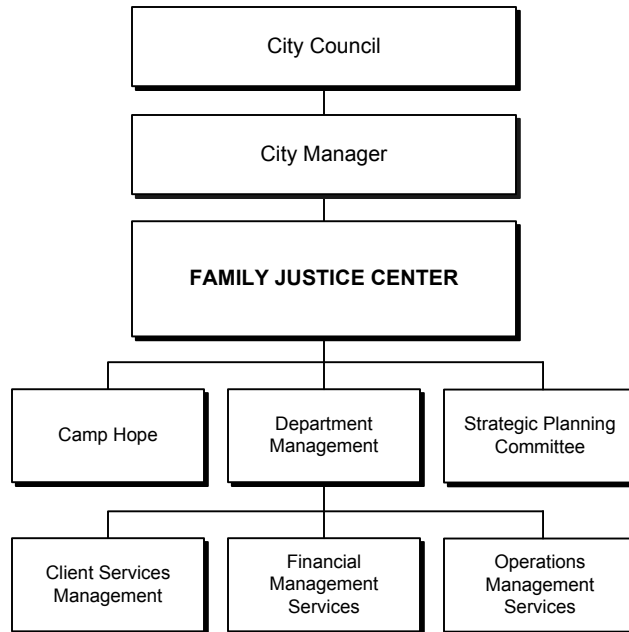 City Council
City Manager
FAMILY JUSTICE CENTER
Camp Hope
Department
Management
Strategic Planning
Committee
Client Services
Management
Financial
Management
Services
Operations
Management
Services